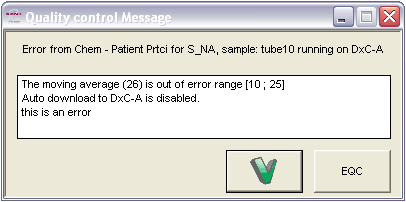 Quality control Message
Error from Chem - Patient Prtci for S_NA, sample: tube10 running on DxC-A
The moving average (26) is out of error range [10 ; 25]
Auto download to DxC-A is disabled.
this is an error
EQC